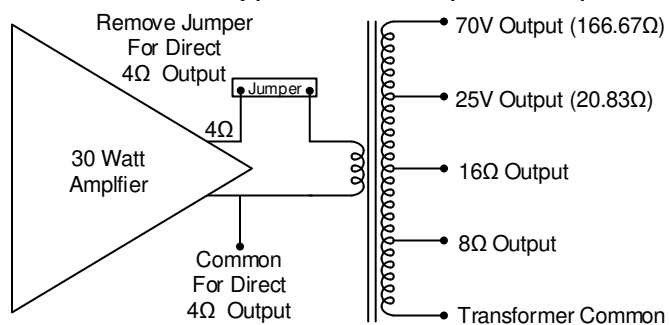 Remove Jumper
For Direct
4Ω Output
Jumper
4Ω
30 Watt
Amplfier
Common
For Direct
4Ω Output
70V Output (166.67Ω)
25V Output (20.83Ω)
16Ω Output
8Ω Output
Transformer Common